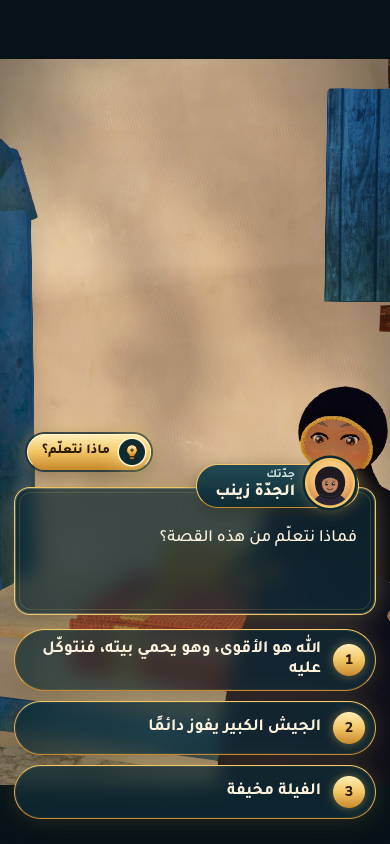 ماذا نتعلّم؟
جدّتك
الجدّة زينب
فماذا نتعلّم من هذه القصة؟
الله هو الأقوى، وهو يحمي بيته، فنتوكّل
عليه
1
الجيش الكبير يفوز دائمًا
2
الفيلة مخيفة
3